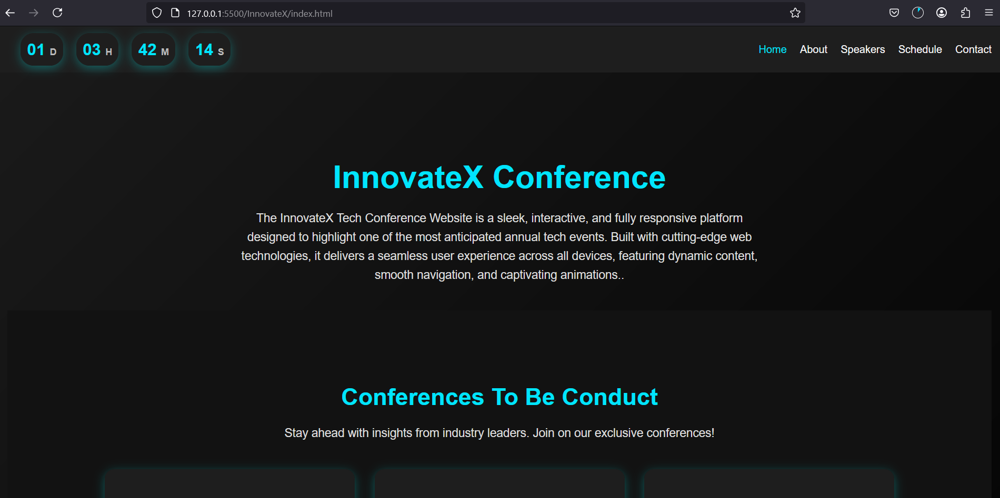 127.0.0.1:5500/InnovateX/index.html
01 D 03 H 42 M 14 S
Home About Speakers Schedule Contact
InnovateX Conference
The InnovateX Tech Conference Website is a sleek, interactive, and fully responsive platform
designed to highlight one of the most anticipated annual tech events. Built with cutting-edge web
technologies, it delivers a seamless user experience across all devices, featuring dynamic content,
smooth navigation, and captivating animations..
Conferences To Be Conduct
Stay ahead with insights from industry leaders. Join on our exclusive conferences!